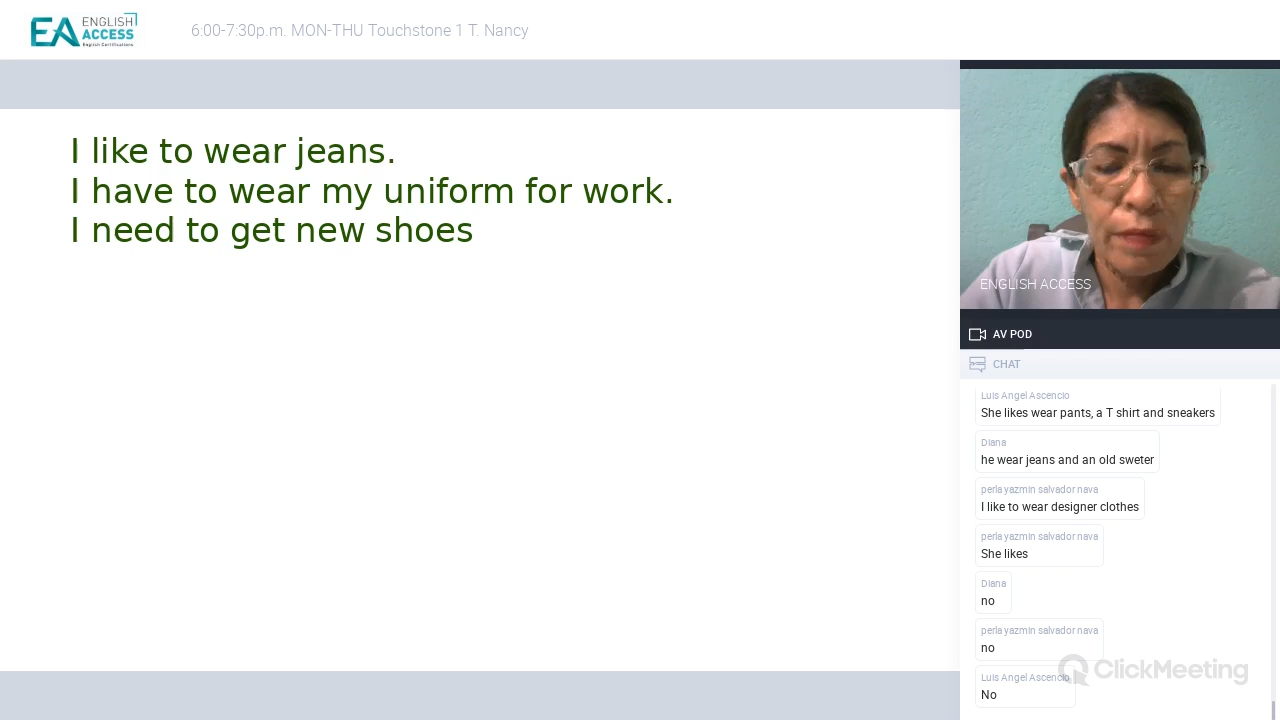 EA ENGLISH ACCESS
English Certifications
6:00-7:30p.m. MON-THU Touchstone 1 T. Nancy
I like to wear jeans.
I have to wear my uniform for work.
I need to get new shoes
ENGLISH ACCESS
AV POD
CHAT
Luis Angel Ascencio
She likes wear pants, a T shirt and sneakers
Diana
he wear jeans and an old sweter
perla yazmin salvador nava
I like to wear designer clothes
perla yazmin salvador nava
She likes
Diana
no
perla yazmin salvador nava
no
Luis Angel Ascencio
No
ClickMeeting